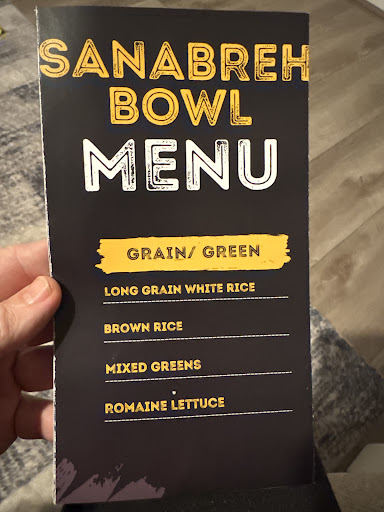 SANABREH
BOWL
MENU
GRAIN/ GREEN
LONG GRAIN WHITE RICE
BROWN RICE
MIXED GREENS
ROMAINE LETTUCE